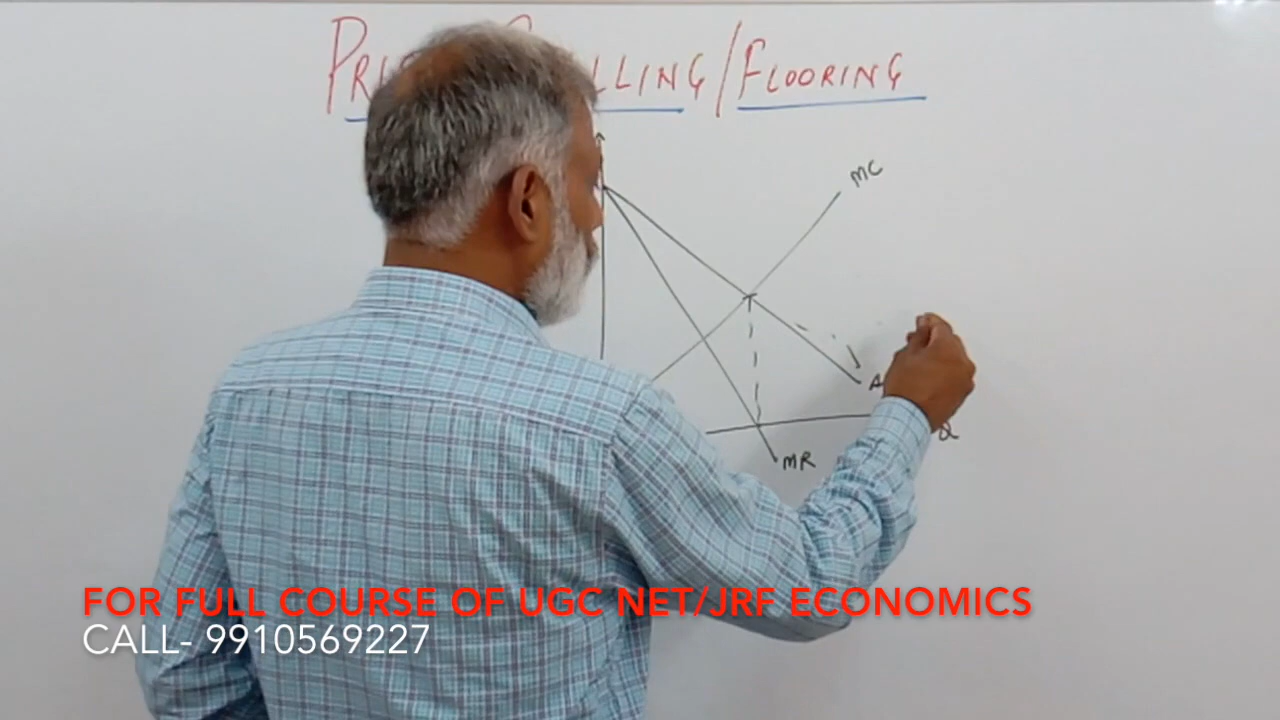 LLING/FLOORING
MC
MR
Q
FOR FULL COURSE OF UGC NET/JRF ECONOMICS
CALL- 9910569227